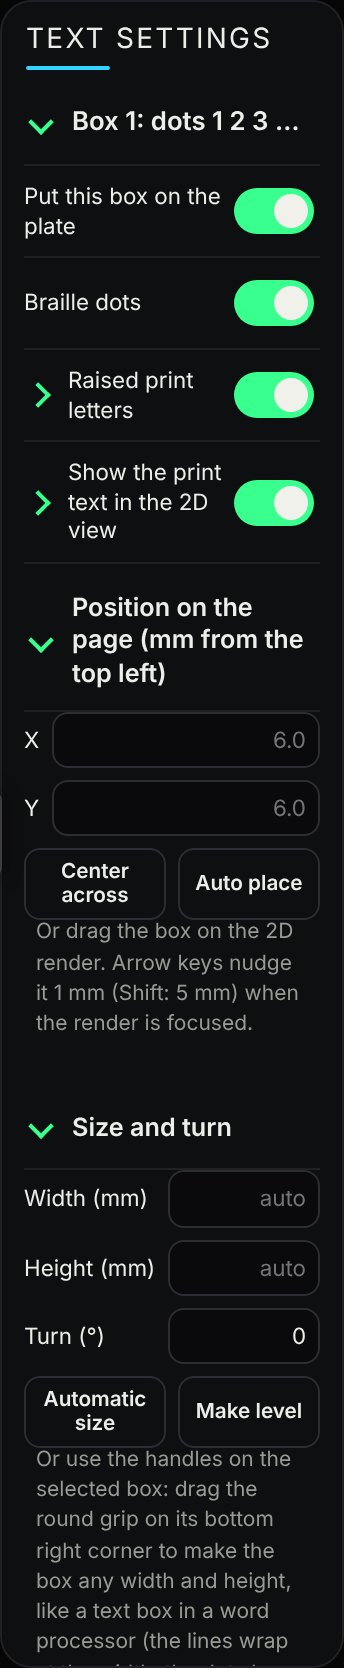 TEXT SETTINGS
Box 1: dots 1 2 3 ...
Put this box on the
plate
Braille dots
Raised print
letters
Show the print
text in the 2D
view
Position on the
page (mm from the
top left)
X 6.0
Y 6.0
Center
across
Auto place
Or drag the box on the 2D
render. Arrow keys nudge
it 1 mm (Shift: 5 mm) when
the render is focused.
Size and turn
Width (mm) auto
Height (mm) auto
Turn (°) 0
Automatic
size
Make level
Or use the handles on the
selected box: drag the
round grip on its bottom
right corner to make the
box any width and height,
like a text box in a word
processor (the lines wrap